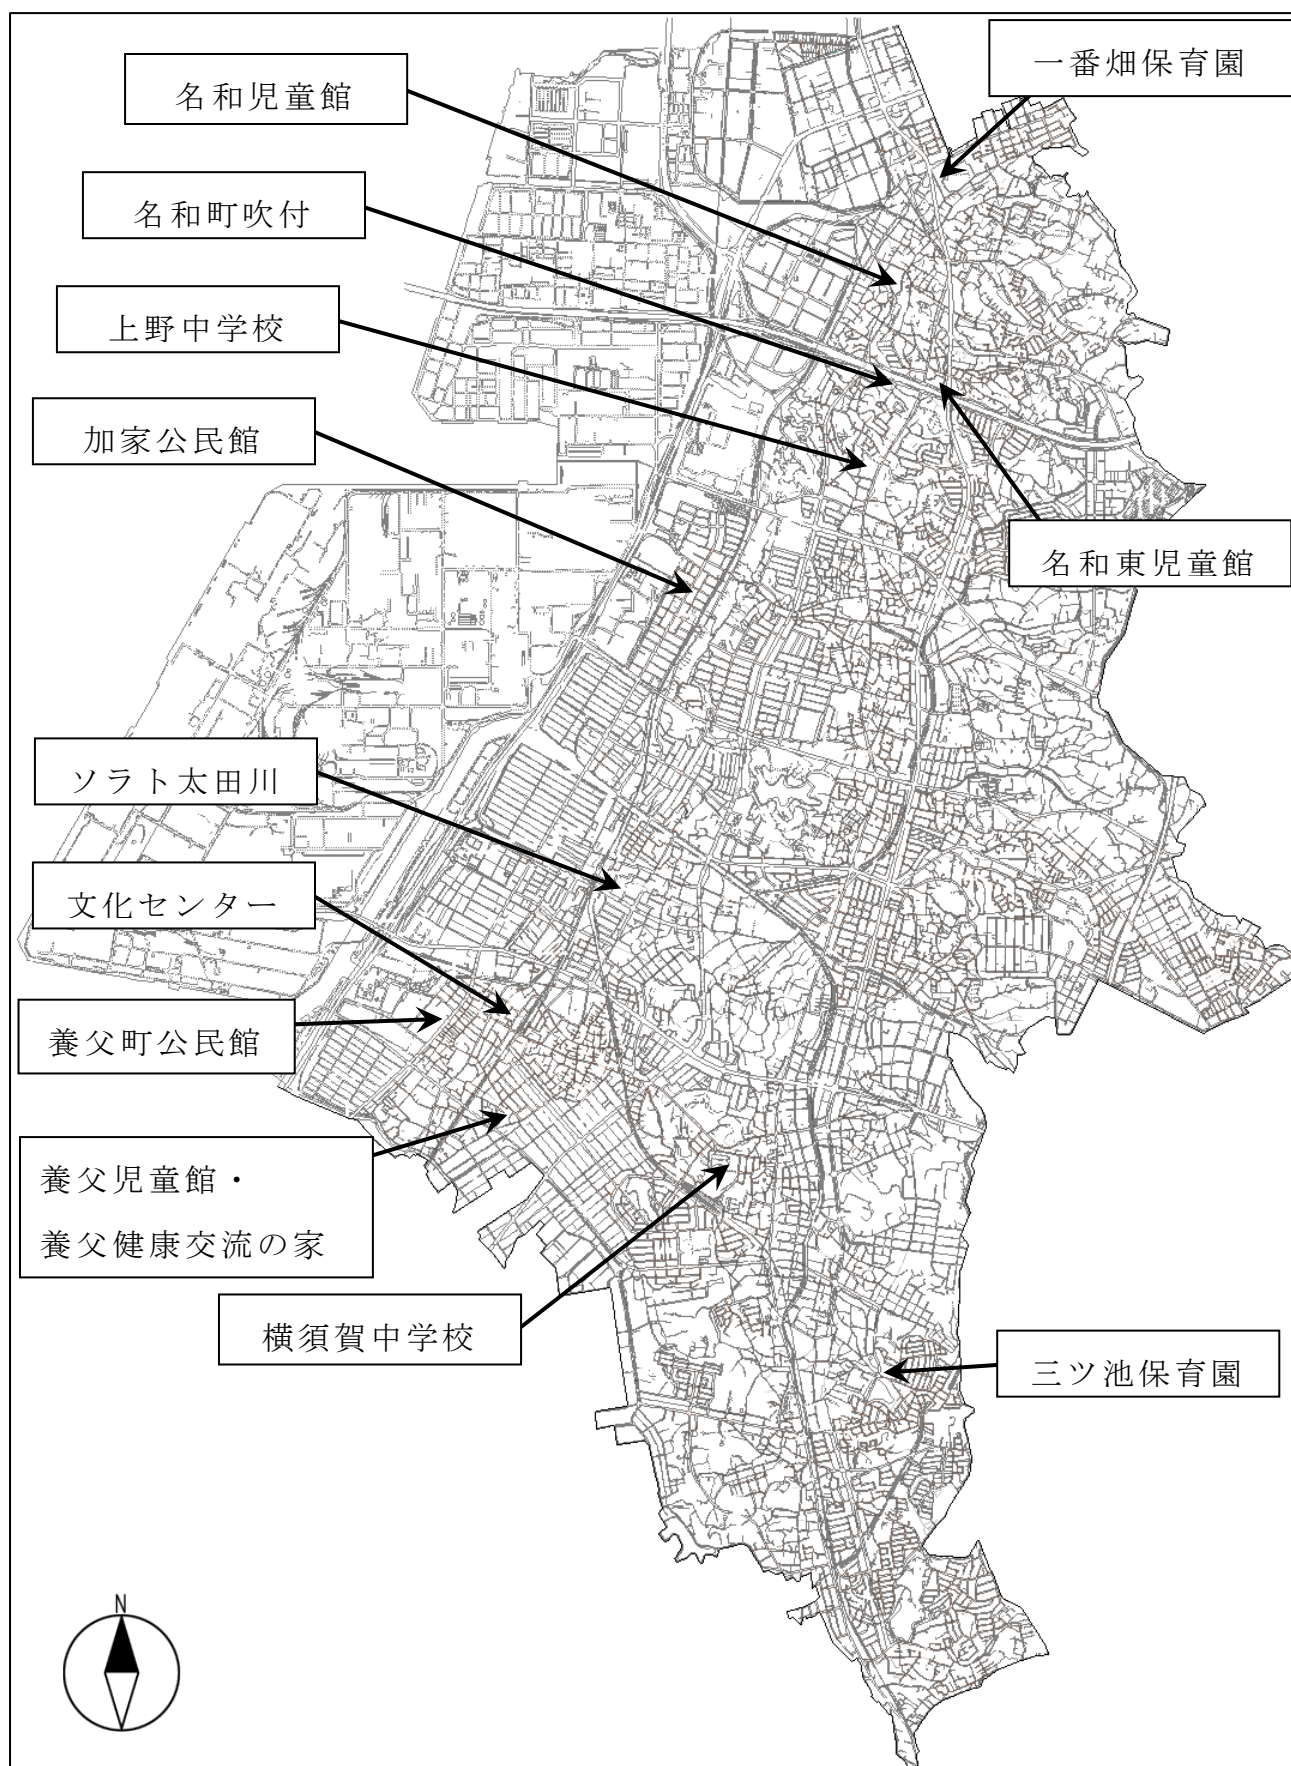 一番畑保育園
名和児童館
名和町吹付
上野中学校
加家公民館
名和東児童館
ソラト太田川
文化センター
養父町公民館
養父児童館・
養父健康交流の家
横須賀中学校
三ツ池保育園
N